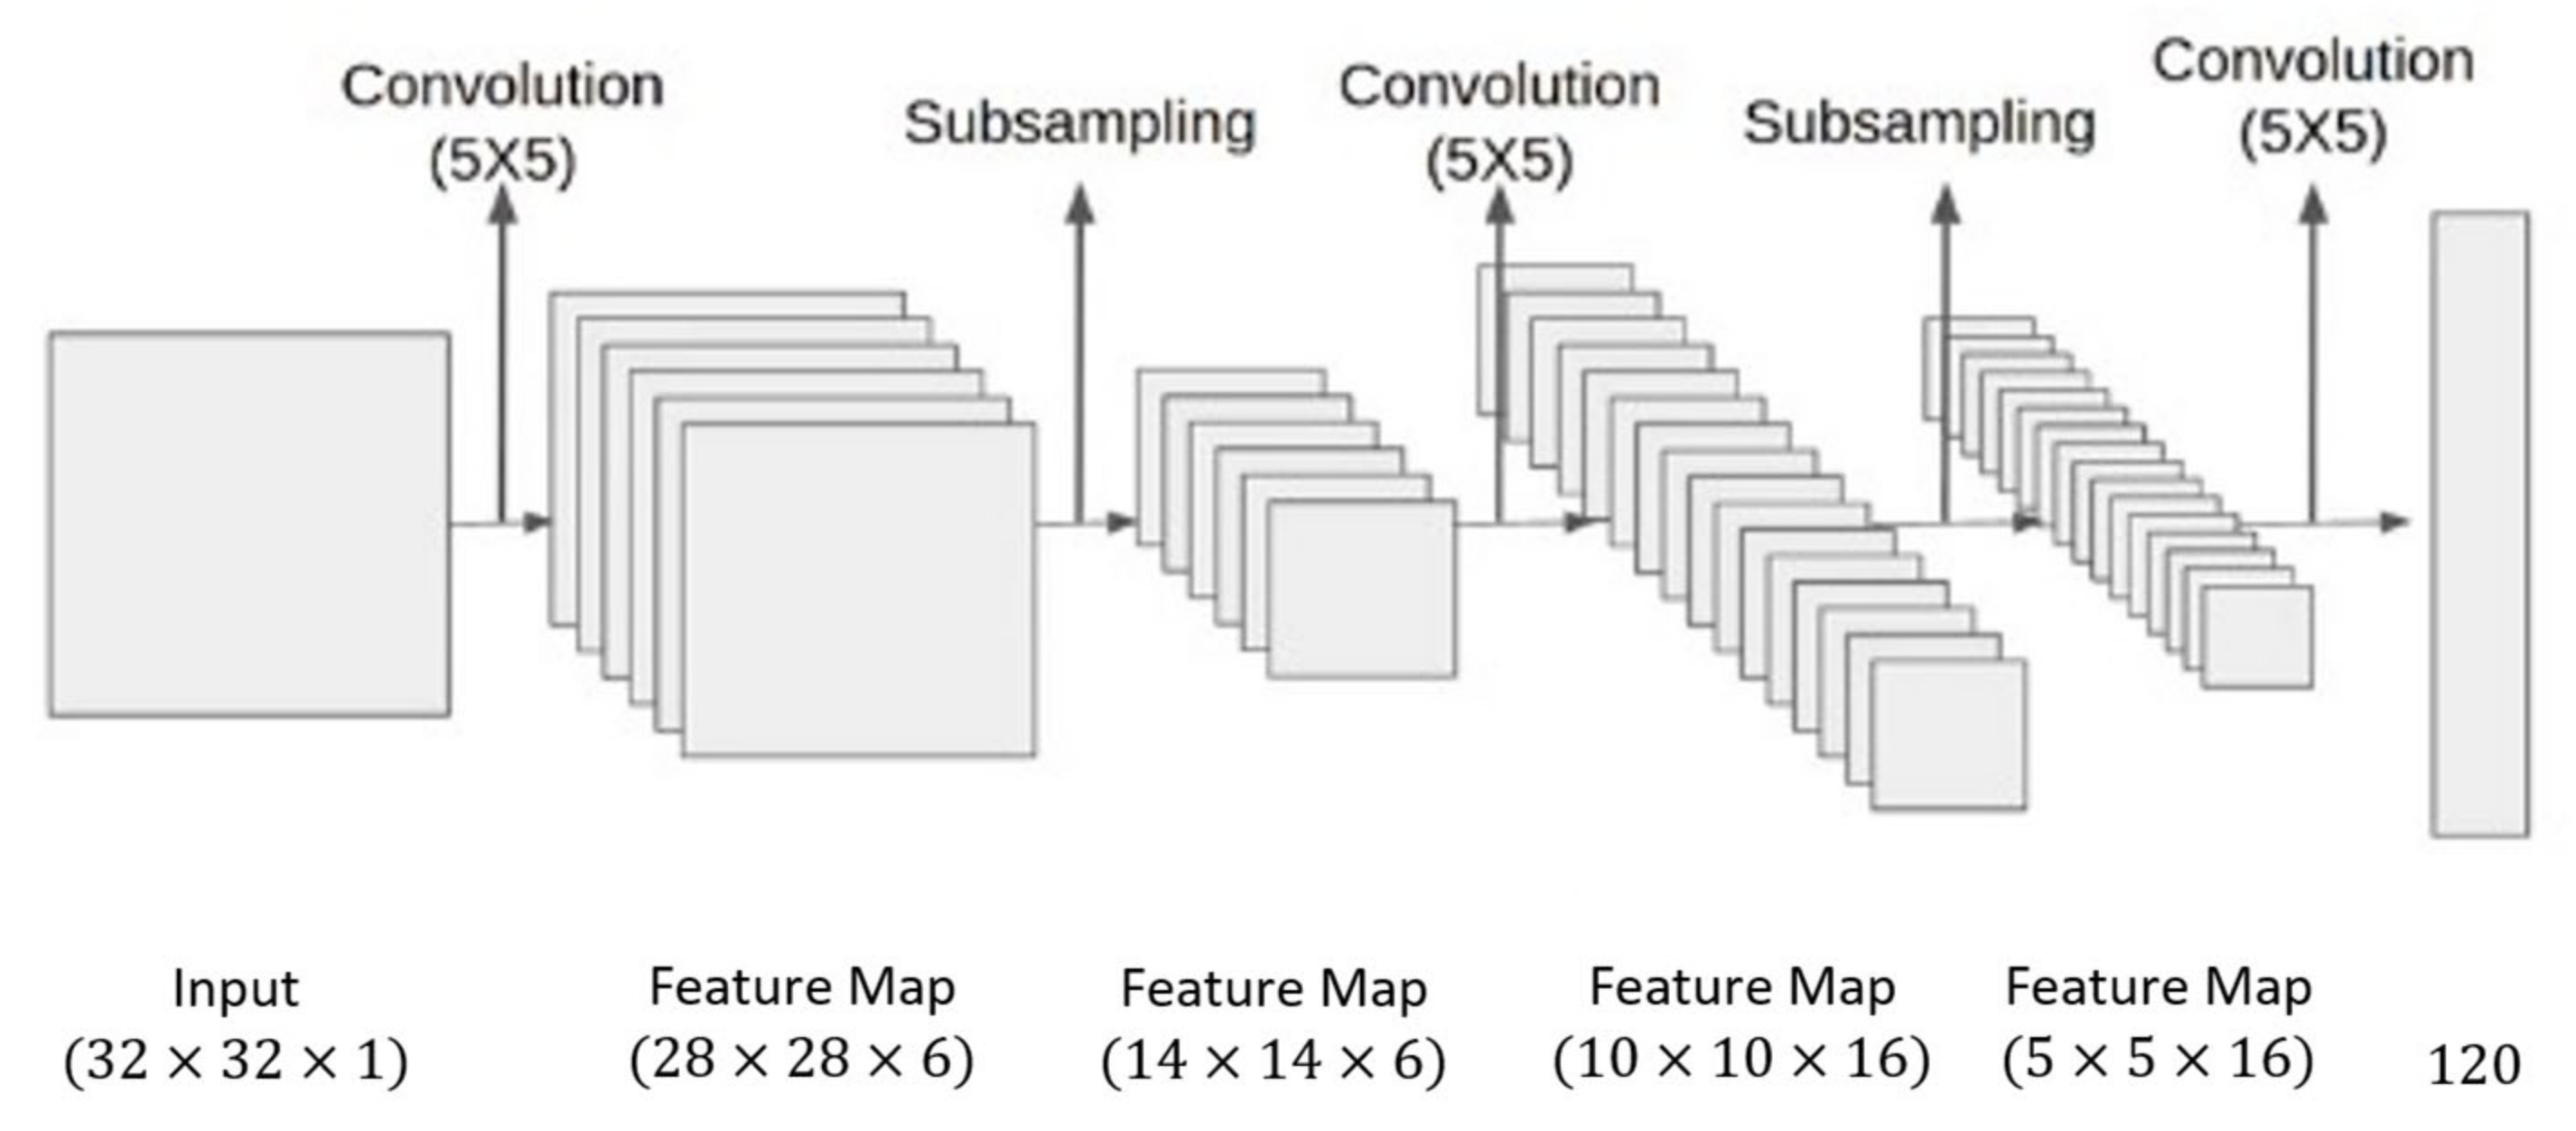 Convolution
(5X5)
Subsampling
Convolution
(5X5)
Subsampling
Convolution
(5X5)
Input
(32 × 32 × 1)
Feature Map
(28 × 28 × 6)
Feature Map
(14 × 14 × 6)
Feature Map
(10 × 10 × 16)
Feature Map
(5 × 5 × 16)
120